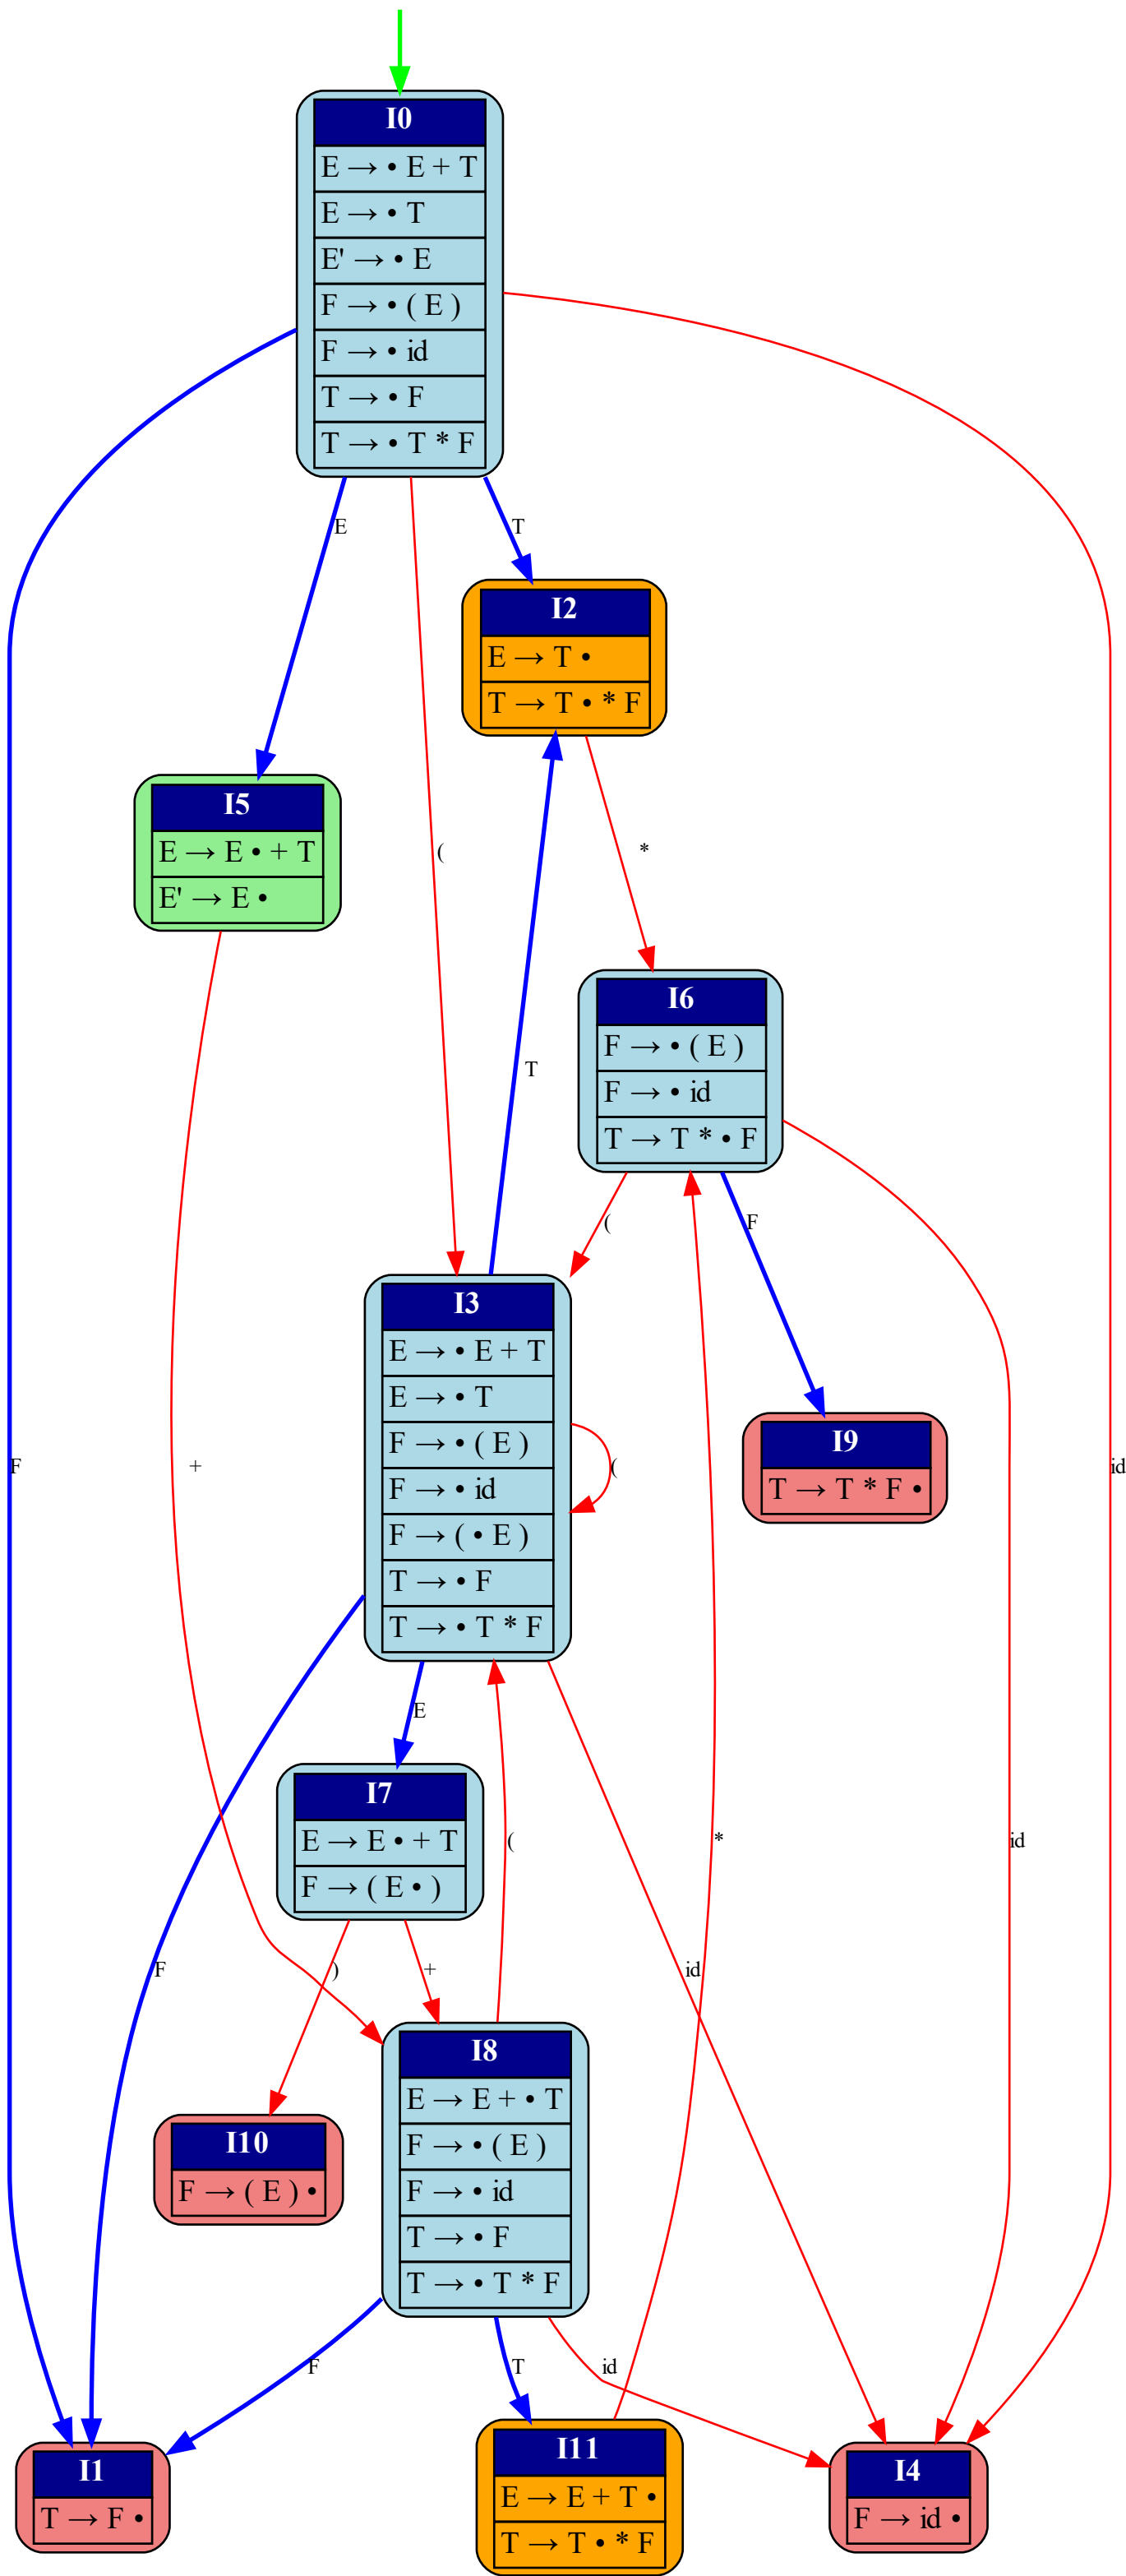 I0
E → • E + T
E → • T
E' → • E
F → • ( E )
F → • id
T → • F
T → • T * F
E
T
I2
E → T •
T → T • * F
I5
E → E • + T
E' → E •
(
*
I6
F → • ( E )
F → • id
T → T * • F
T
(
F
I3
E → • E + T
E → • T
F → • ( E )
F → • id
F → ( • E )
T → • F
T → • T * F
I9
T → T * F •
F
+
(
id
E
I7
E → E • + T
F → ( E • )
(
*
id
F
)
+
id
I8
E → E + • T
F → • ( E )
F → • id
T → • F
T → • T * F
I10
F → ( E ) •
F
T
id
I1
T → F •
I11
E → E + T •
T → T • * F
I4
F → id •